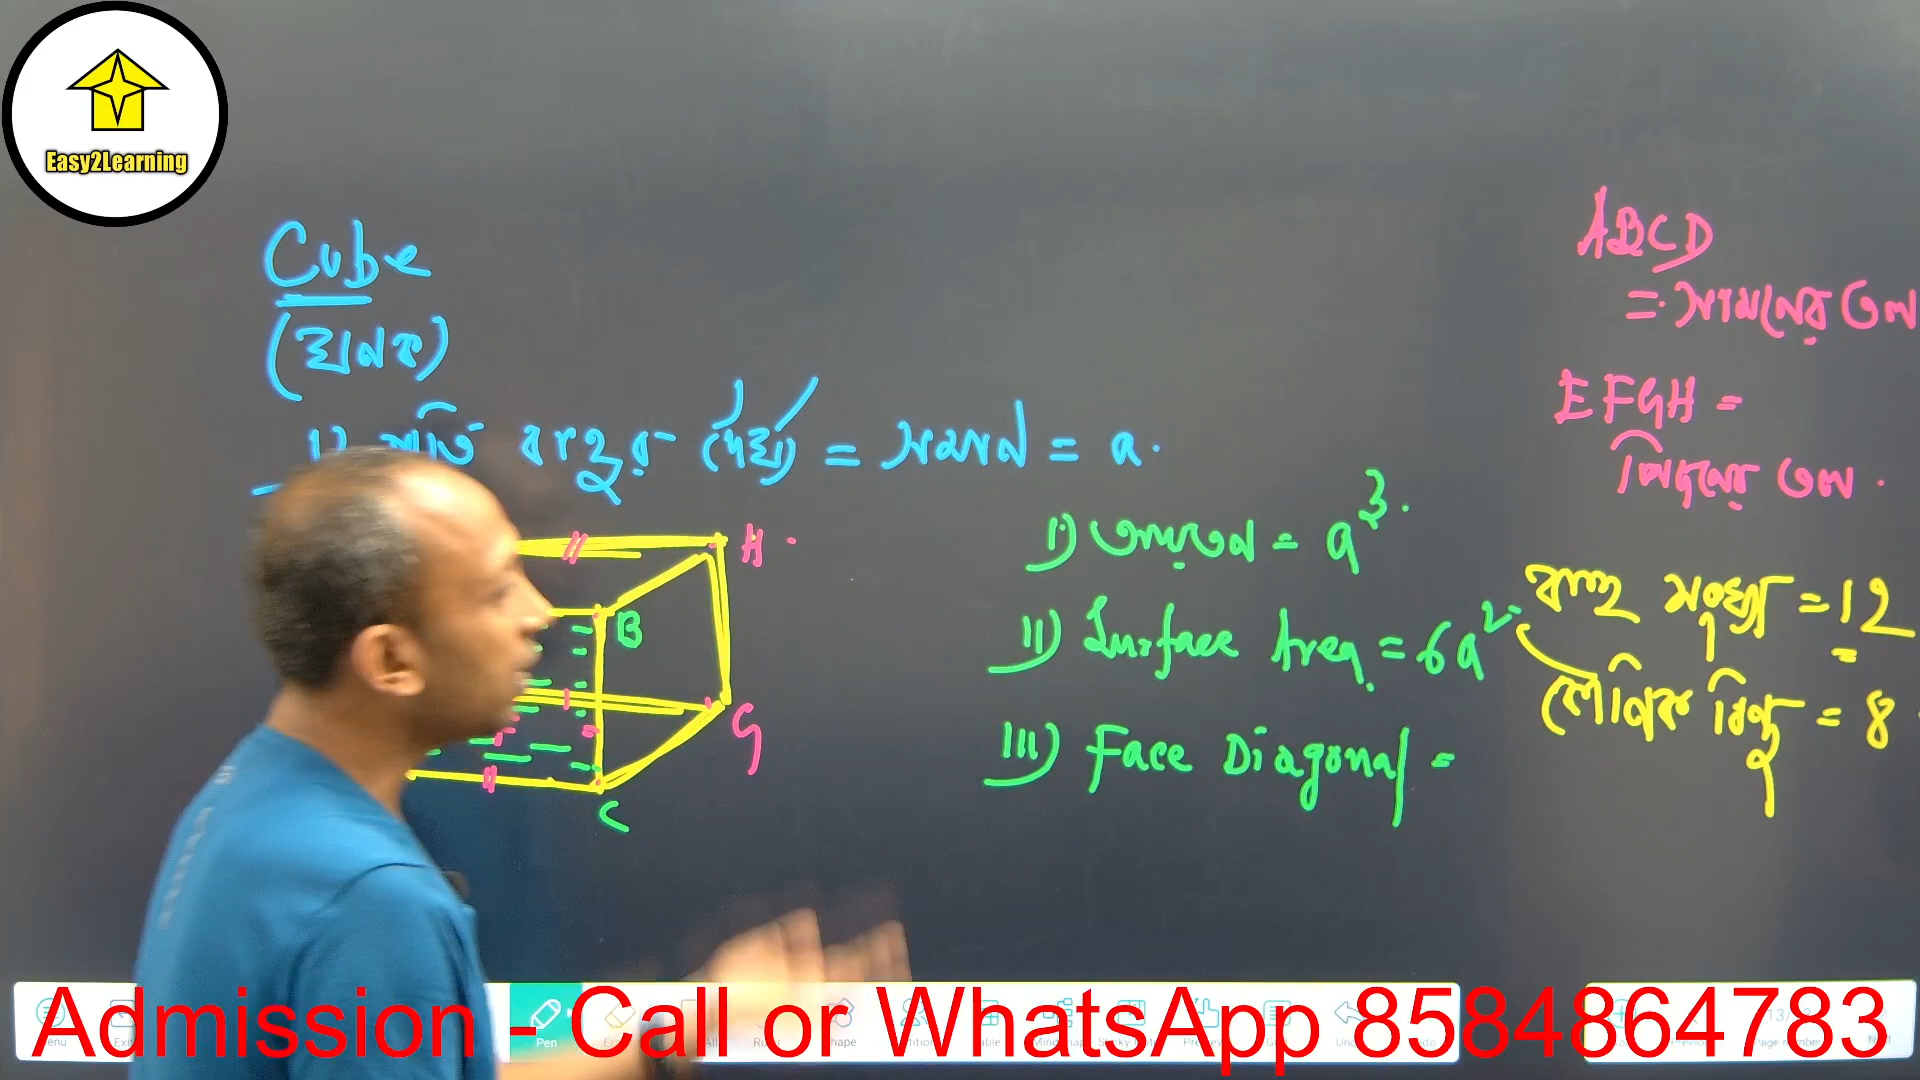 Easy2Learning
Cube
(ঘনক)
প্রতি বাহুর দৈর্ঘ্য = সমান = a.
H
B
G
C
I) আয়তন = a³.
II) Surface Area = 6a²
III) Face Diagonal =
ABCD
= সামনের তল
EFGH =
পিছনের তল.
বাহু সংখ্যা = 12
কৌণিক বিন্দু = 8
Admission - Call or WhatsApp 8584864783
Pen